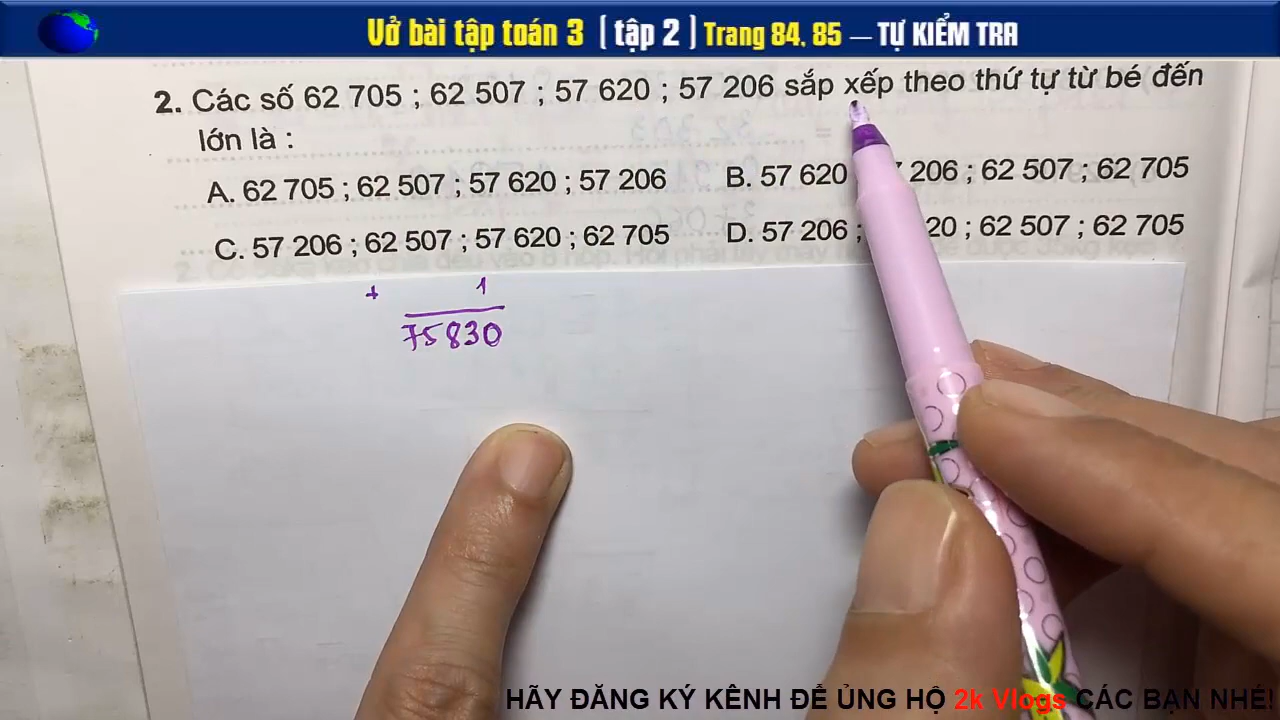 Vở bài tập toán 3 ( tập 2 ) Trang 84, 85 — TỰ KIỂM TRA
2. Các số 62 705 ; 62 507 ; 57 620 ; 57 206 sắp xếp theo thứ tự từ bé đến
lớn là :
A. 62 705 ; 62 507 ; 57 620 ; 57 206
B. 57 620 206 ; 62 507 ; 62 705
C. 57 206 ; 62 507 ; 57 620 ; 62 705
D. 57 206 ; 20 ; 62 507 ; 62 705
+ 1
75830
HÃY ĐĂNG KÝ KÊNH ĐỂ ỦNG HỘ 2k Vlogs CÁC BẠN NHÉ!